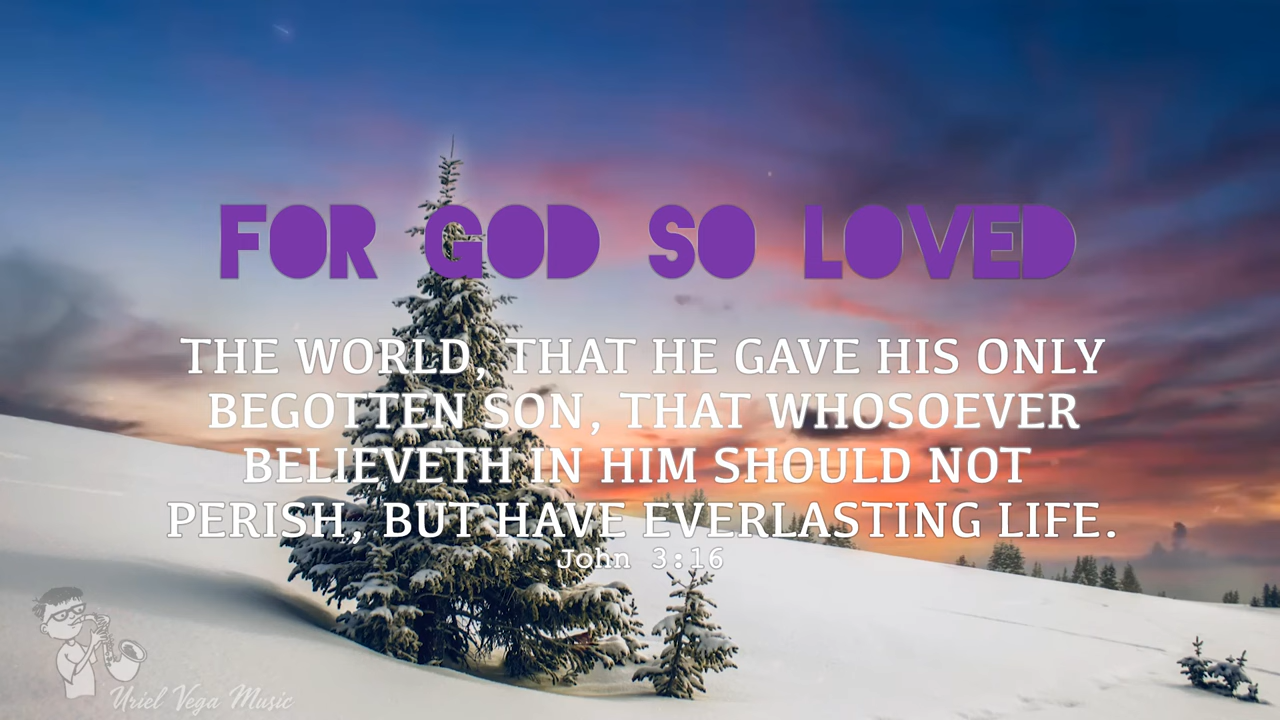 FOR GOD SO LOVED
THE WORLD, THAT HE GAVE HIS ONLY
BEGOTTEN SON, THAT WHOSOEVER
BELIEVETH IN HIM SHOULD NOT
PERISH, BUT HAVE EVERLASTING LIFE.
John 3:16
Uriel Vega Music